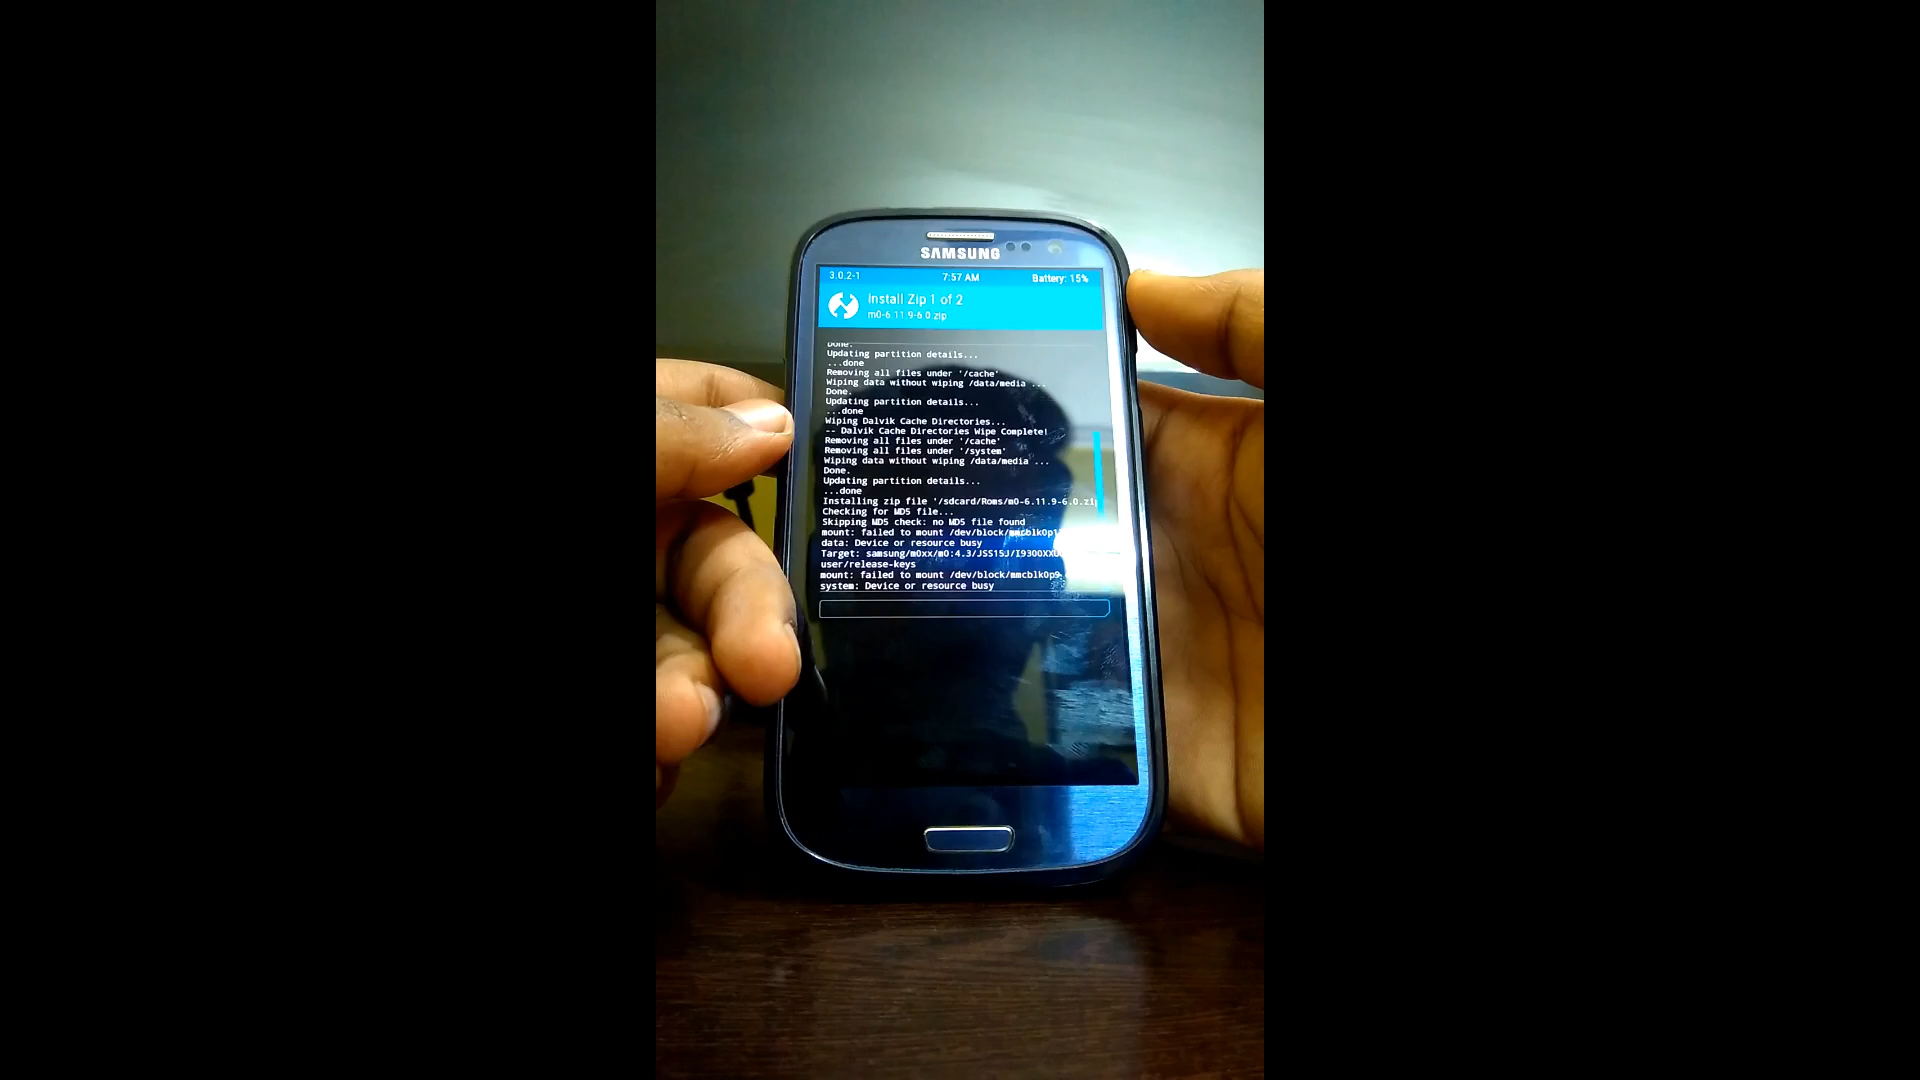 SAMSUNG
3.0.2-1 7:57 AM Battery: 15%
Install Zip 1 of 2
m0-6.11.9-6.0.zip
Done.
Updating partition details...
...done
Removing all files under '/cache'
Wiping data without wiping /data/media ...
Done.
Updating partition details...
...done
Wiping Dalvik Cache Directories...
-- Dalvik Cache Directories Wipe Complete!
Removing all files under '/cache'
Removing all files under '/system'
Wiping data without wiping /data/media ...
Done.
Updating partition details...
...done
Installing zip file '/sdcard/Roms/m0-6.11.9-6.0.zip
Checking for MD5 file...
Skipping MD5 check: no MD5 file found
mount: failed to mount /dev/block/mmcblk0p1
data: Device or resource busy
Target: samsung/m0xx/m0:4.3/JSS15J/I9300XXU
user/release-keys
mount: failed to mount /dev/block/mmcblk0p9
system: Device or resource busy